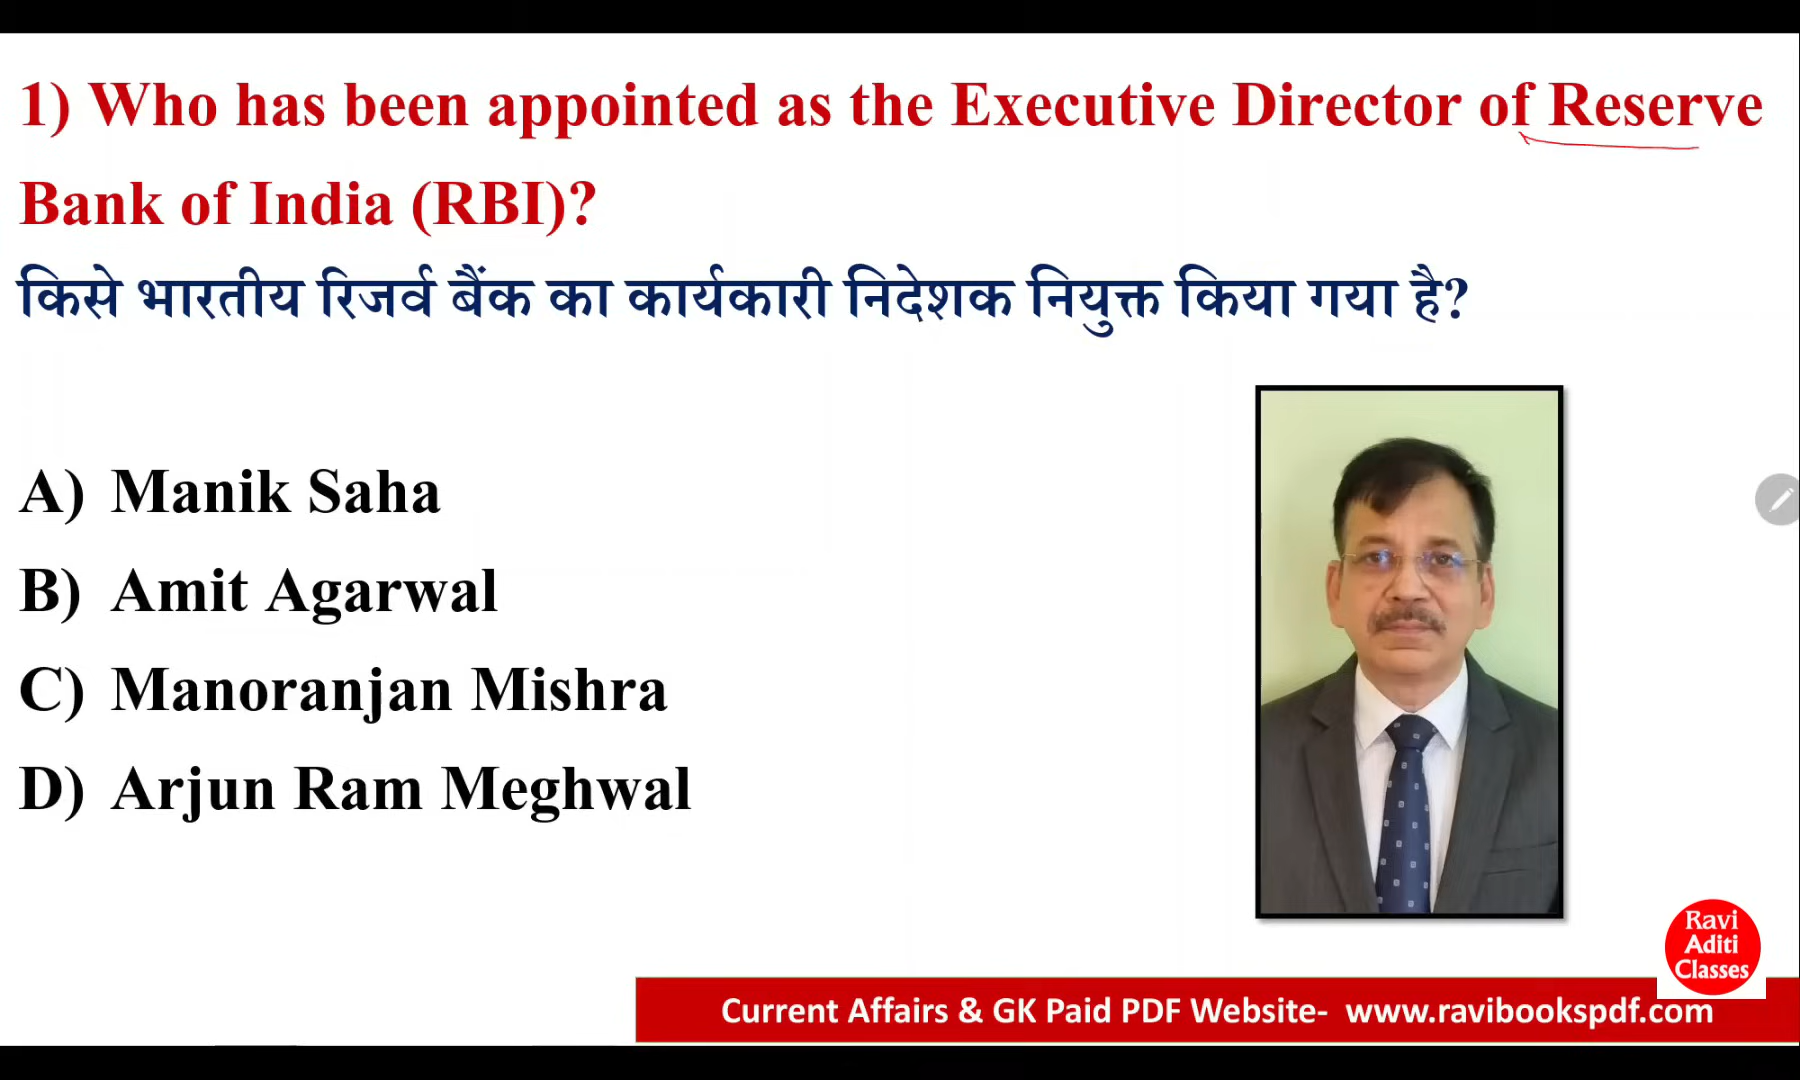 1) Who has been appointed as the Executive Director of Reserve
Bank of India (RBI)?
किसे भारतीय रिजर्व बैंक का कार्यकारी निदेशक नियुक्त किया गया है?
A) Manik Saha
B) Amit Agarwal
C) Manoranjan Mishra
D) Arjun Ram Meghwal
Ravi
Aditi
Classes
Current Affairs & GK Paid PDF Website- www.ravibookspdf.com